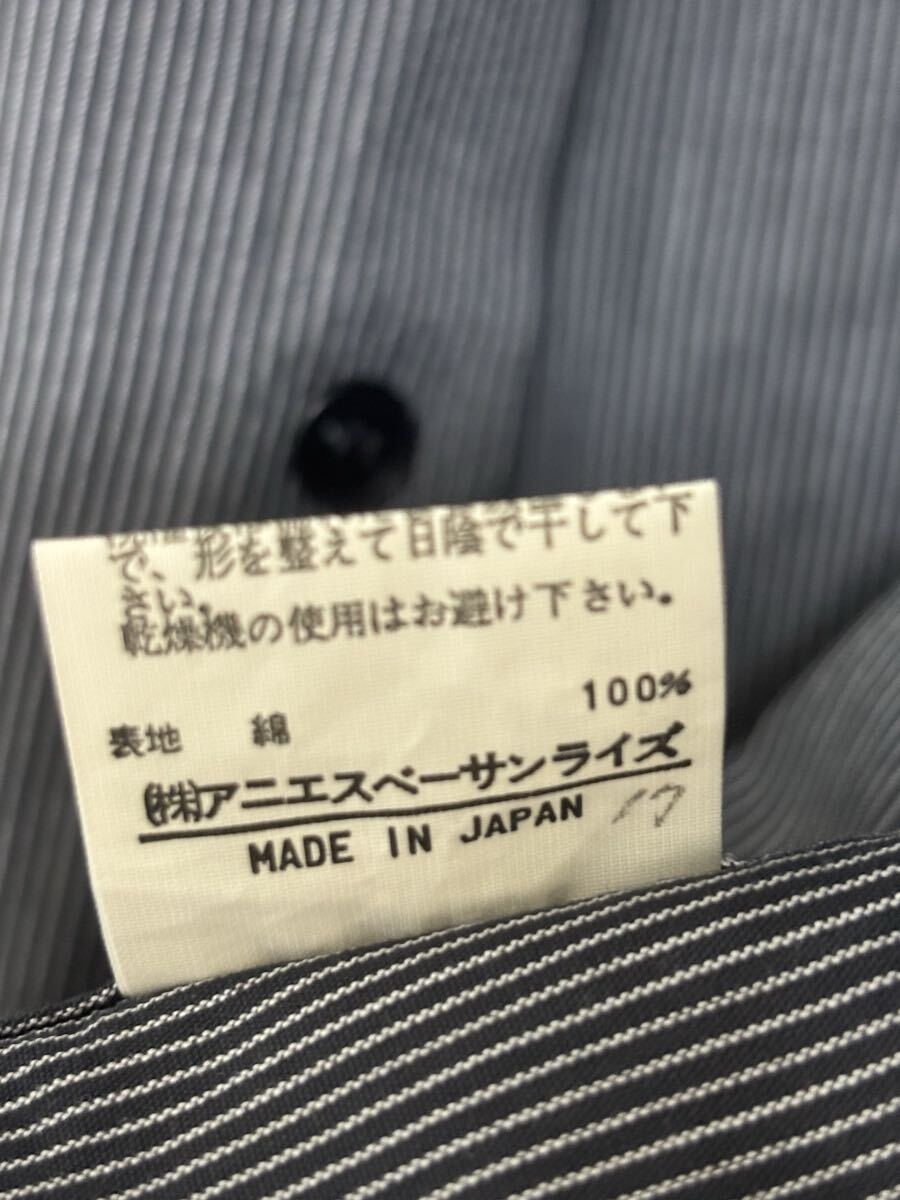 で、形を整えて日陰で干して下
さい。
乾燥機の使用はお避け下さい。
表地 綿 100%
(株)アニエスベーサンライズ
MADE IN JAPAN 17